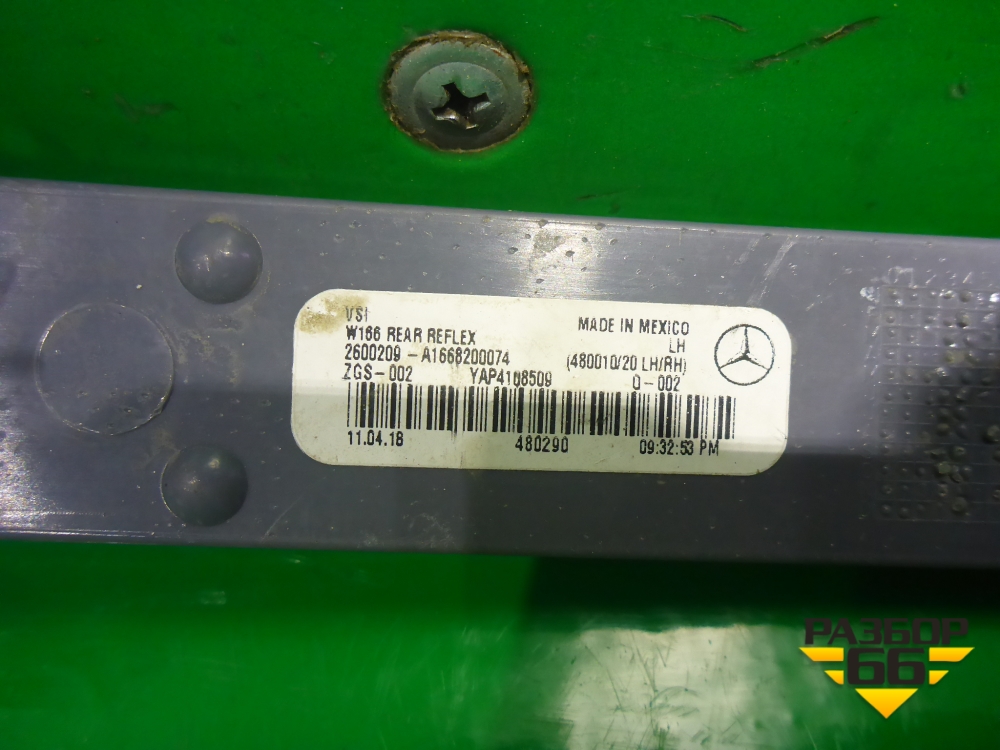 VSI
W166 REAR REFLEX MADE IN MEXICO
LH
2600209 - A1668200074 (480010/20 LH/RH)
ZGS-002 YAP4108509 Q-002
11.04.18 480290 09:32:53 PM
РАЗБОР
66